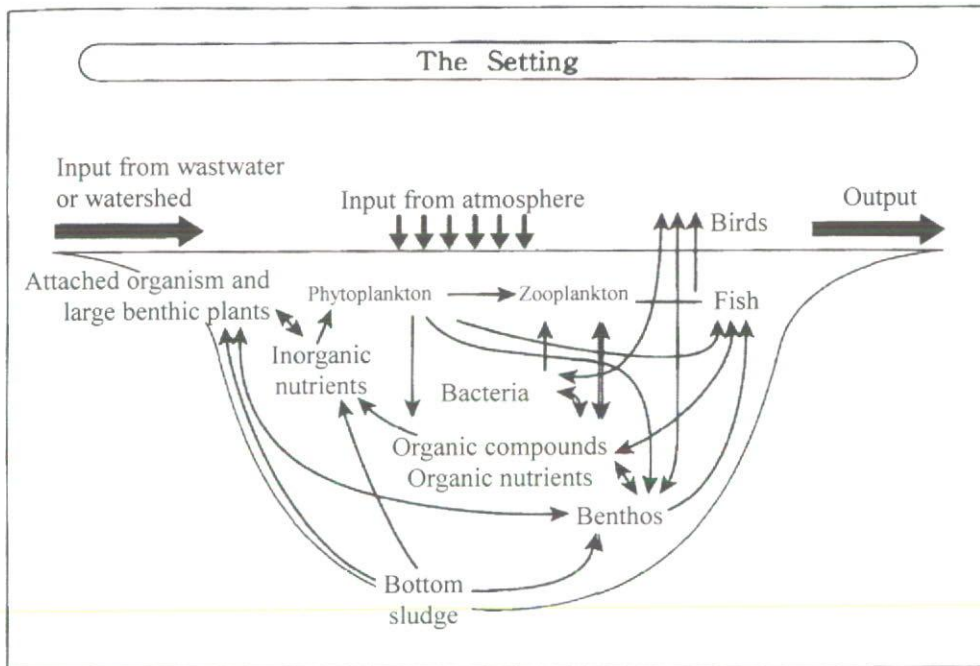 The Setting
Input from wastwater
or watershed
Input from atmosphere
Birds
Output
Attached organism and
large benthic plants
Phytoplankton
Zooplankton
Fish
Inorganic
nutrients
Bacteria
Organic compounds
Organic nutrients
Benthos
Bottom
sludge